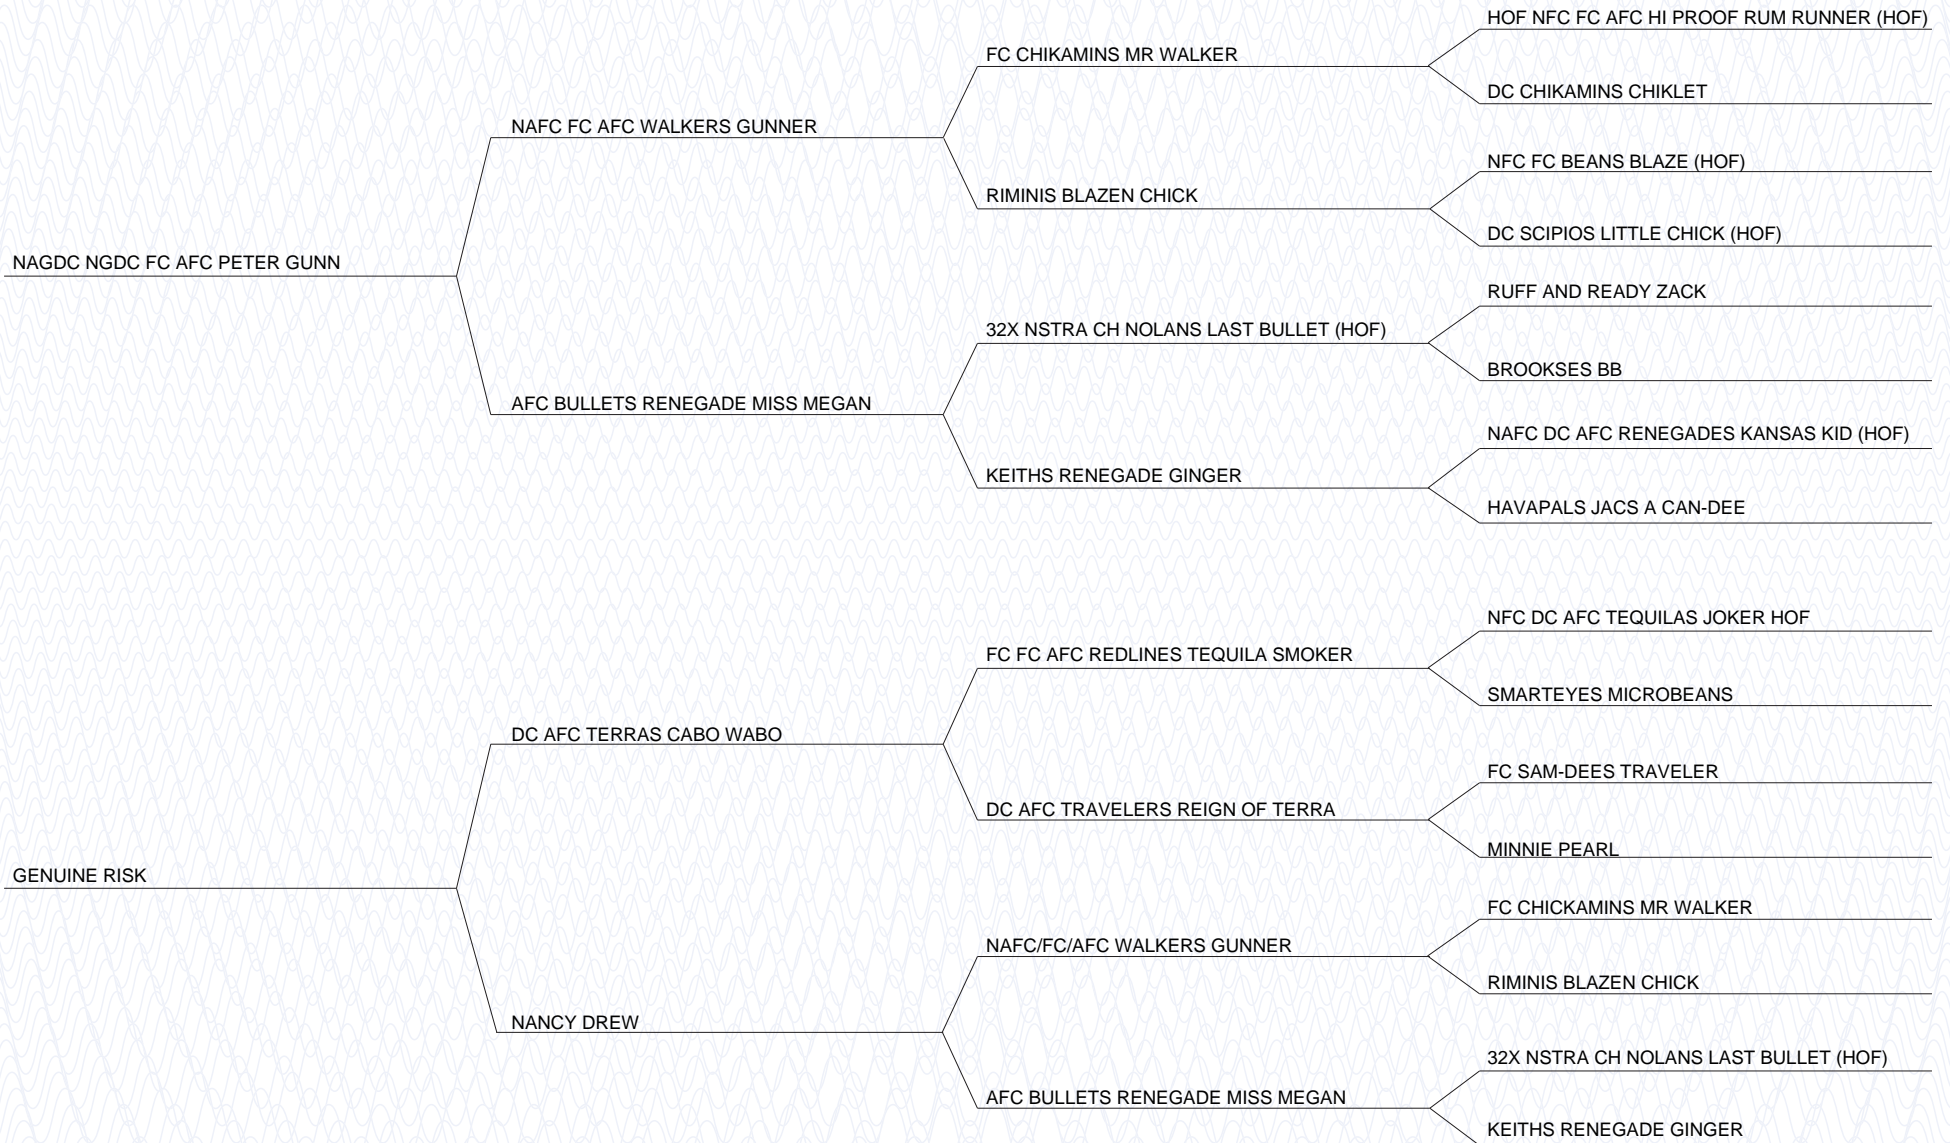 HOF NFC FC AFC HI PROOF RUM RUNNER (HOF)
FC CHIKAMINS MR WALKER
DC CHIKAMINS CHIKLET
NAFC FC AFC WALKERS GUNNER
NFC FC BEANS BLAZE (HOF)
RIMINIS BLAZEN CHICK
DC SCIPIOS LITTLE CHICK (HOF)
NAGDC NGDC FC AFC PETER GUNN
RUFF AND READY ZACK
32X NSTRA CH NOLANS LAST BULLET (HOF)
BROOKSES BB
AFC BULLETS RENEGADE MISS MEGAN
NAFC DC AFC RENEGADES KANSAS KID (HOF)
KEITHS RENEGADE GINGER
HAVAPALS JACS A CAN-DEE
NFC DC AFC TEQUILAS JOKER HOF
FC FC AFC REDLINES TEQUILA SMOKER
SMARTEYES MICROBEANS
DC AFC TERRAS CABO WABO
FC SAM-DEES TRAVELER
DC AFC TRAVELERS REIGN OF TERRA
MINNIE PEARL
GENUINE RISK
FC CHICKAMINS MR WALKER
NAFC/FC/AFC WALKERS GUNNER
RIMINIS BLAZEN CHICK
NANCY DREW
32X NSTRA CH NOLANS LAST BULLET (HOF)
AFC BULLETS RENEGADE MISS MEGAN
KEITHS RENEGADE GINGER